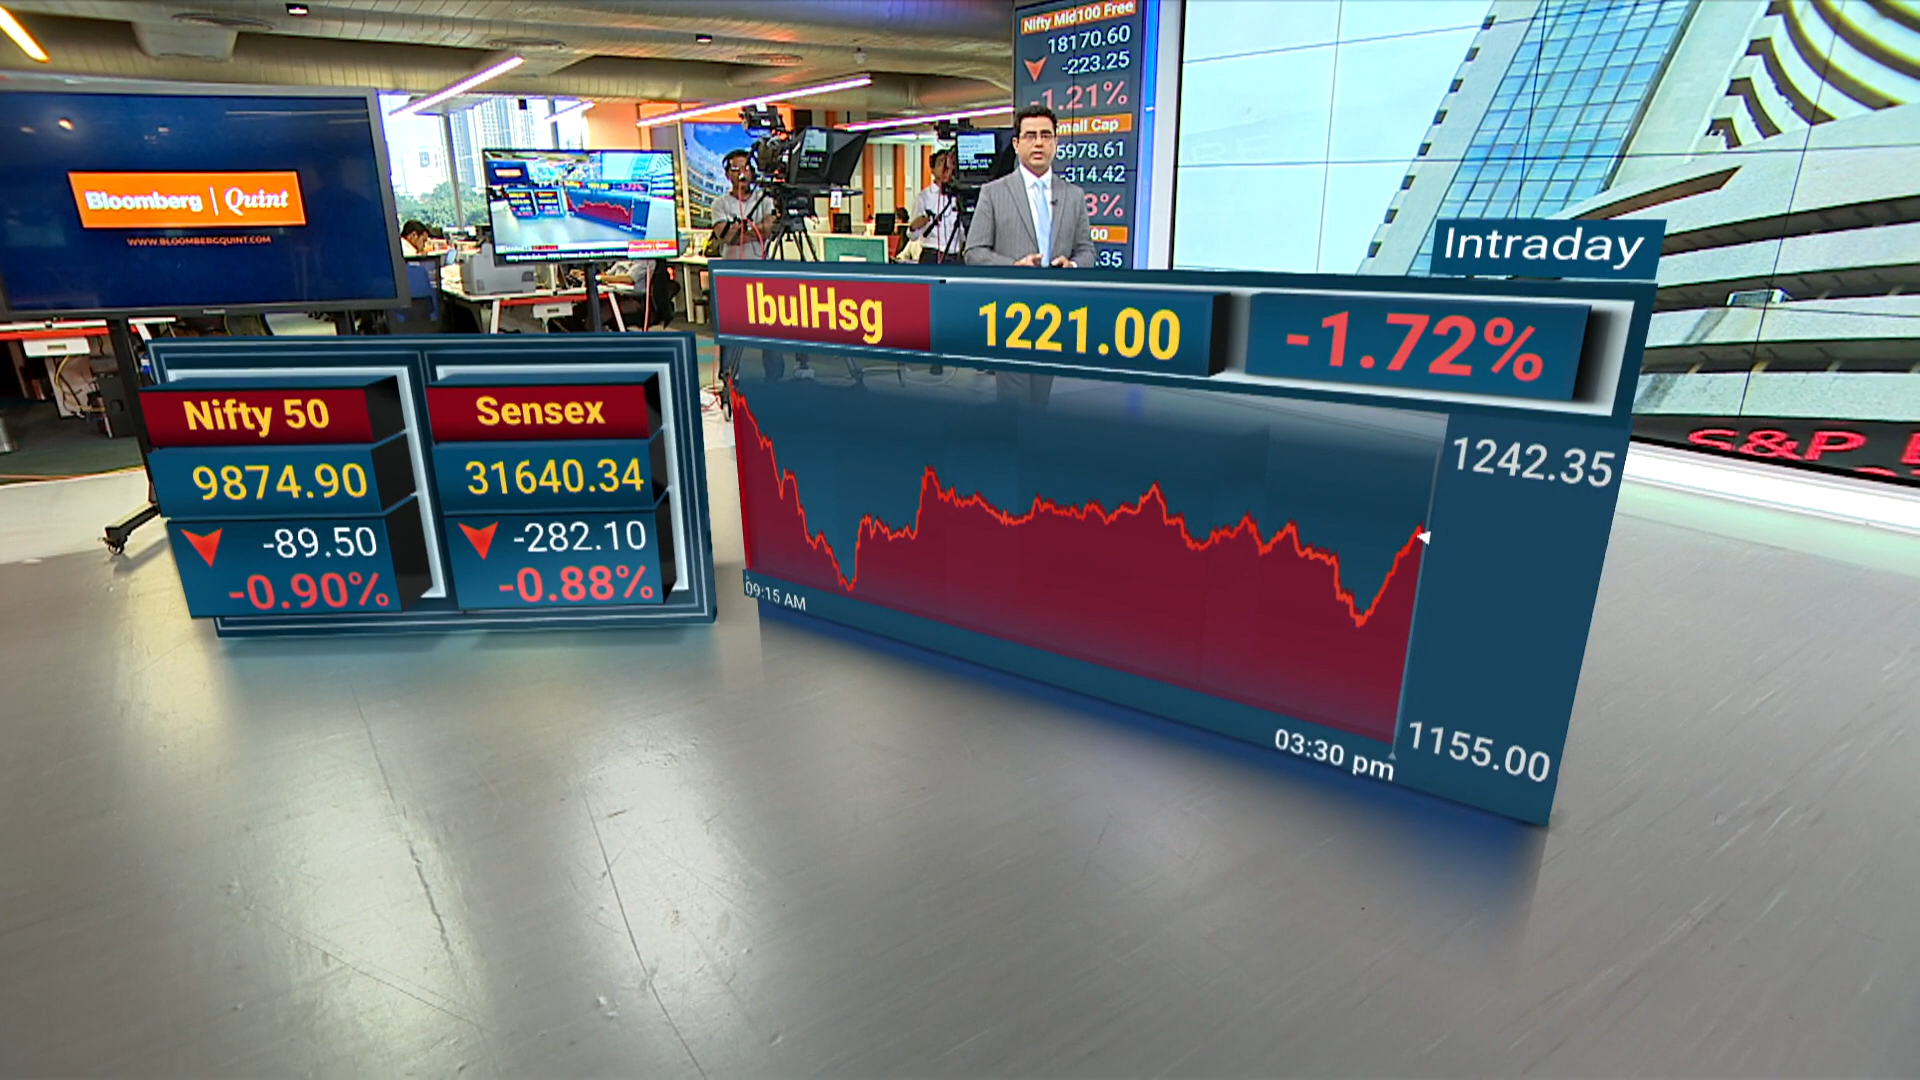 Bloomberg | Quint
WWW.BLOOMBERGQUINT.COM
Nifty Mid100 Free
18170.60
-223.25
-1.21%
mall Cap
5978.61
-314.42
3%
00
.35
Intraday
IbulHsg
1221.00
-1.72%
Nifty 50
9874.90
-89.50
-0.90%
Sensex
31640.34
-282.10
-0.88%
1242.35
1155.00
09:15 AM
03:30 pm
S&P